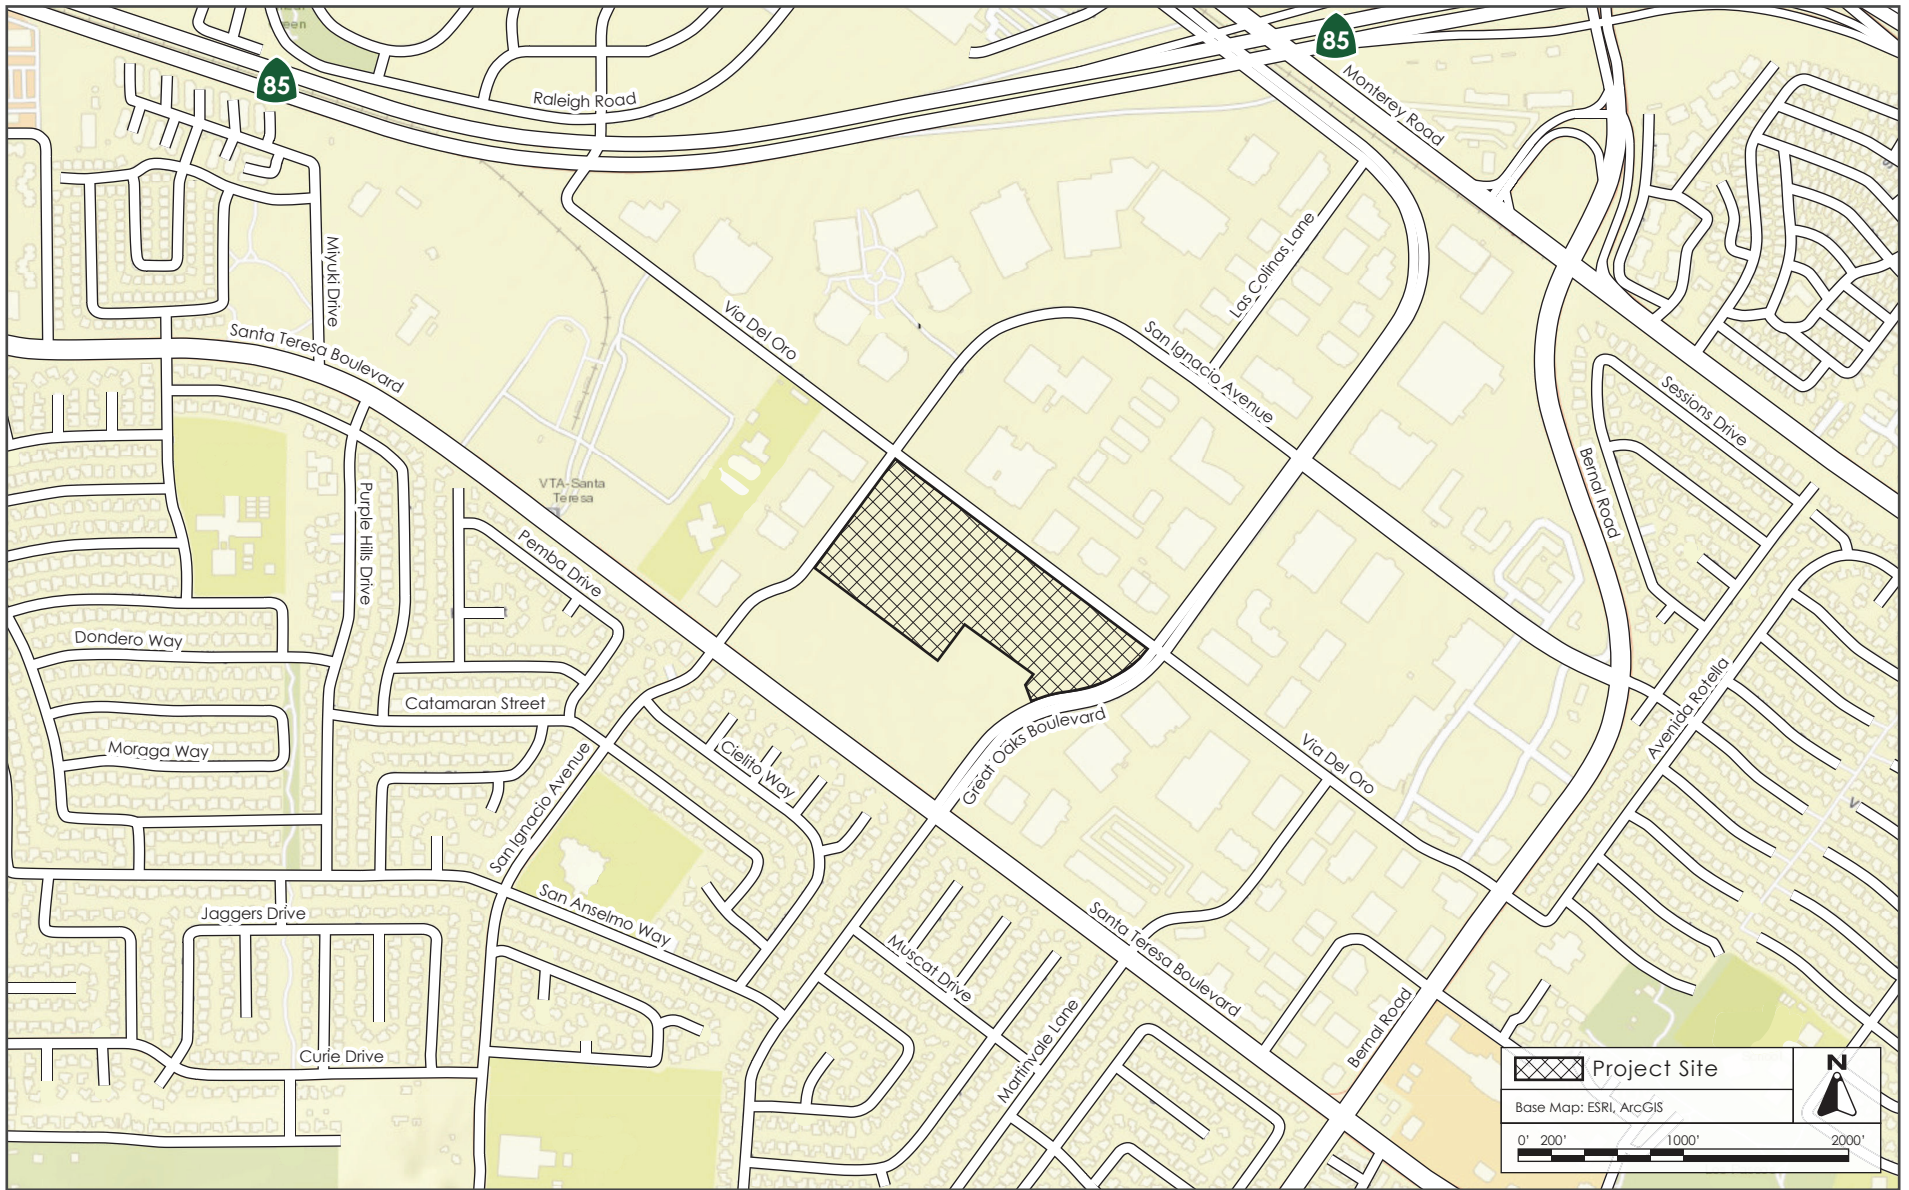 een
85
85
Raleigh Road
Monterey Road
Miyuki Drive
Las Colinas Lane
Santa Teresa Boulevard
Via Del Oro
San Ignacio Avenue
Sessions Drive
Bernal Road
VTA-Santa
Teresa
Purple Hills Drive
Pemba Drive
Dondero Way
Catamaran Street
Moraga Way
Avenida Rotella
Great Oaks Boulevard
Cielito Way
Via Del Oro
San Ignacio Avenue
San Anselmo Way
Jaggers Drive
Santa Teresa Boulevard
Muscat Drive
Martinvale Lane
Bernal Road
Curie Drive
Project Site
N
Base Map: ESRI, ArcGIS
0' 200' 1000' 2000'